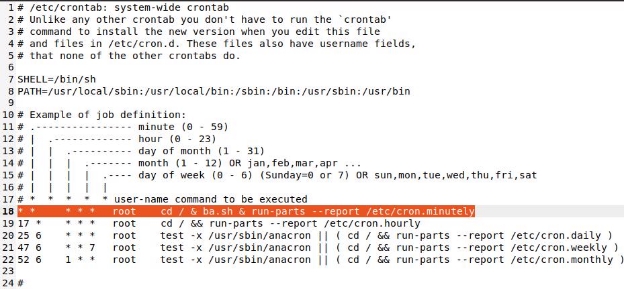 1 # /etc/crontab: system-wide crontab
2 # Unlike any other crontab you don't have to run the `crontab'
3 # command to install the new version when you edit this file
4 # and files in /etc/cron.d. These files also have username fields,
5 # that none of the other crontabs do.
6
7 SHELL=/bin/sh
8 PATH=/usr/local/sbin:/usr/local/bin:/sbin:/bin:/usr/sbin:/usr/bin
9
10 # Example of job definition:
11 # .---------------- minute (0 - 59)
12 # |  .------------- hour (0 - 23)
13 # |  |  .---------- day of month (1 - 31)
14 # |  |  |  .------- month (1 - 12) OR jan,feb,mar,apr ...
15 # |  |  |  |  .---- day of week (0 - 6) (Sunday=0 or 7) OR sun,mon,tue,wed,thu,fri,sat
16 # |  |  |  |  |
17 # *  *  *  *  * user-name command to be executed
18 * *     * * *   root    cd / & ba.sh & run-parts --report /etc/cron.minutely
19 17 *    * * *   root    cd / && run-parts --report /etc/cron.hourly
20 25 6    * * *   root    test -x /usr/sbin/anacron || ( cd / && run-parts --report /etc/cron.daily )
21 47 6    * * 7   root    test -x /usr/sbin/anacron || ( cd / && run-parts --report /etc/cron.weekly )
22 52 6    1 * *   root    test -x /usr/sbin/anacron || ( cd / && run-parts --report /etc/cron.monthly )
23
24 #